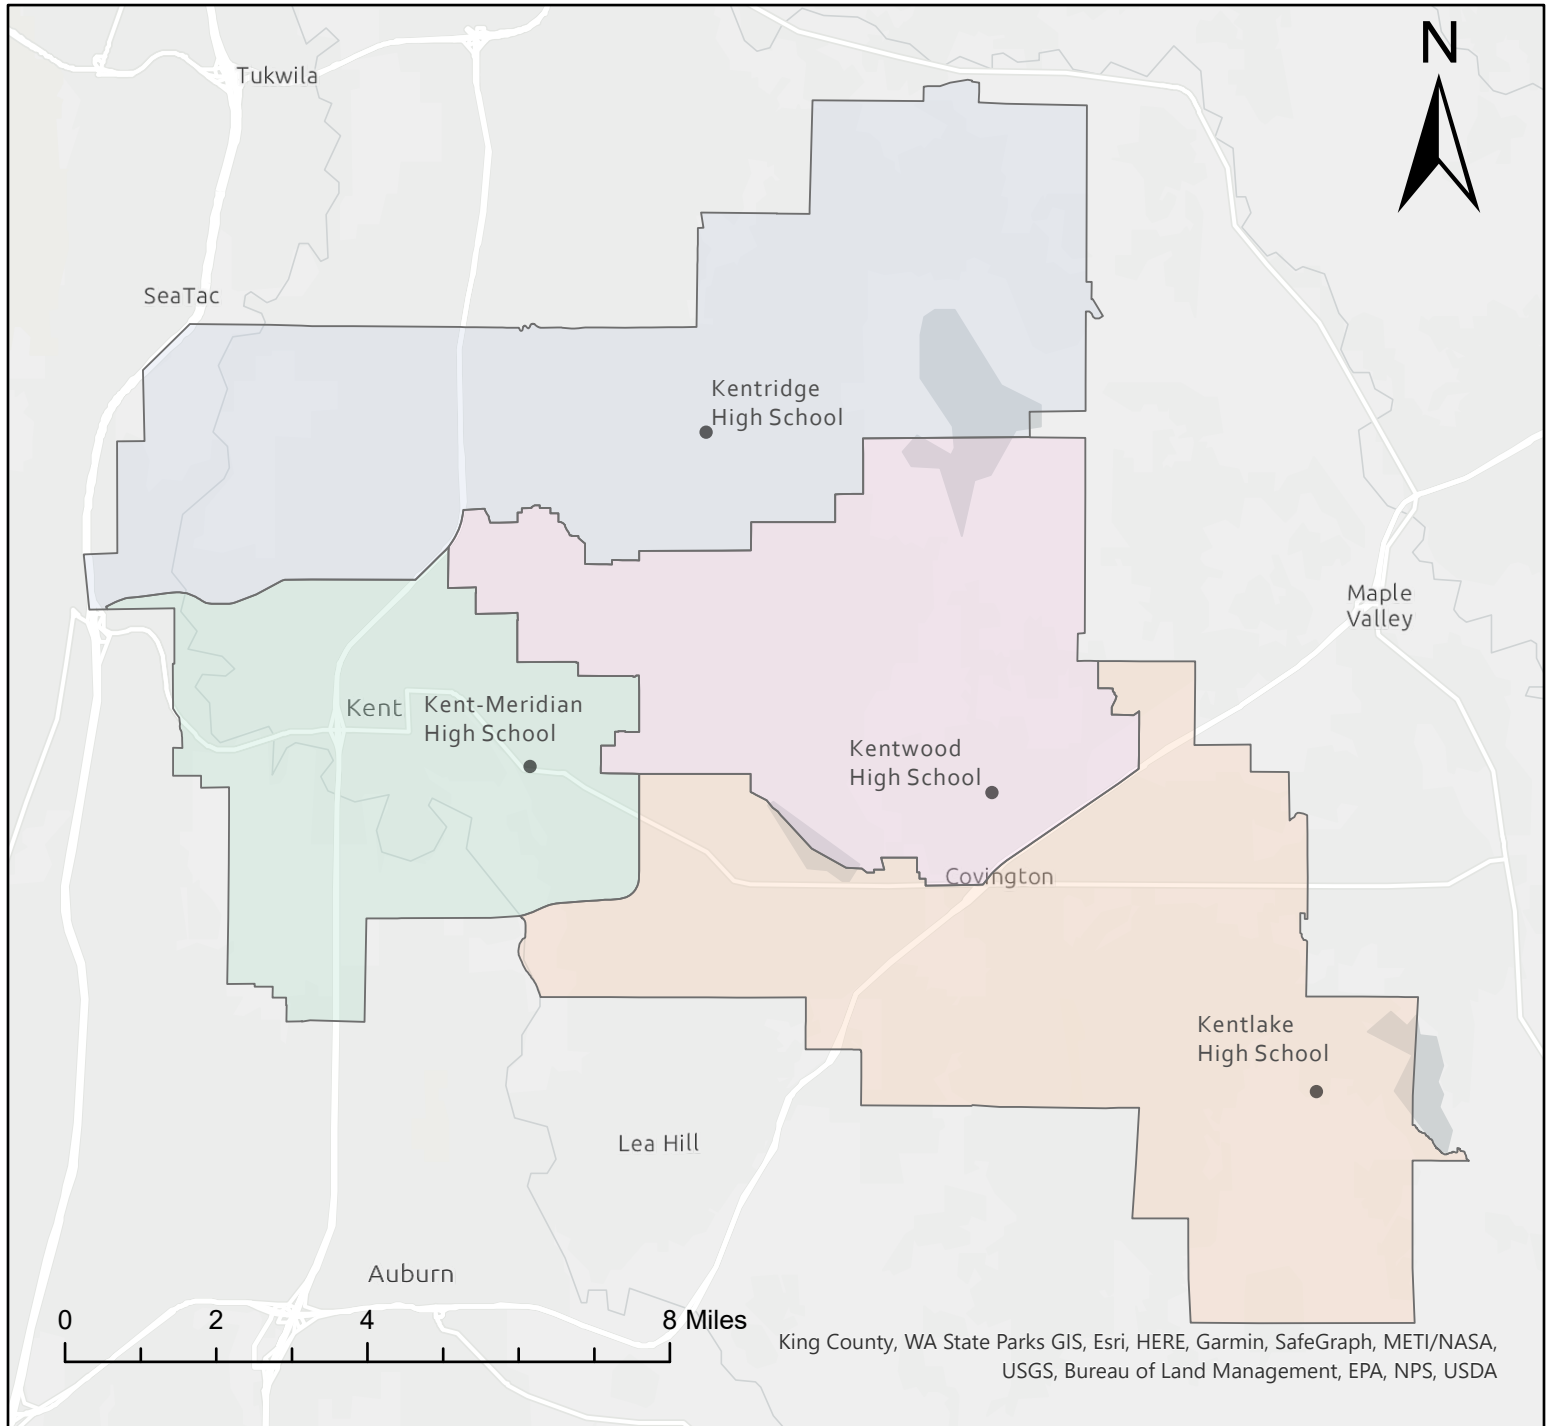 N
Tukwila
SeaTac
Kentridge
High School
Maple
Valley
Kent
Kent-Meridian
High School
Kentwood
High School
Covington
Kentlake
High School
Lea Hill
Auburn
0 2 4 8 Miles
King County, WA State Parks GIS, Esri, HERE, Garmin, SafeGraph, METI/NASA,
USGS, Bureau of Land Management, EPA, NPS, USDA